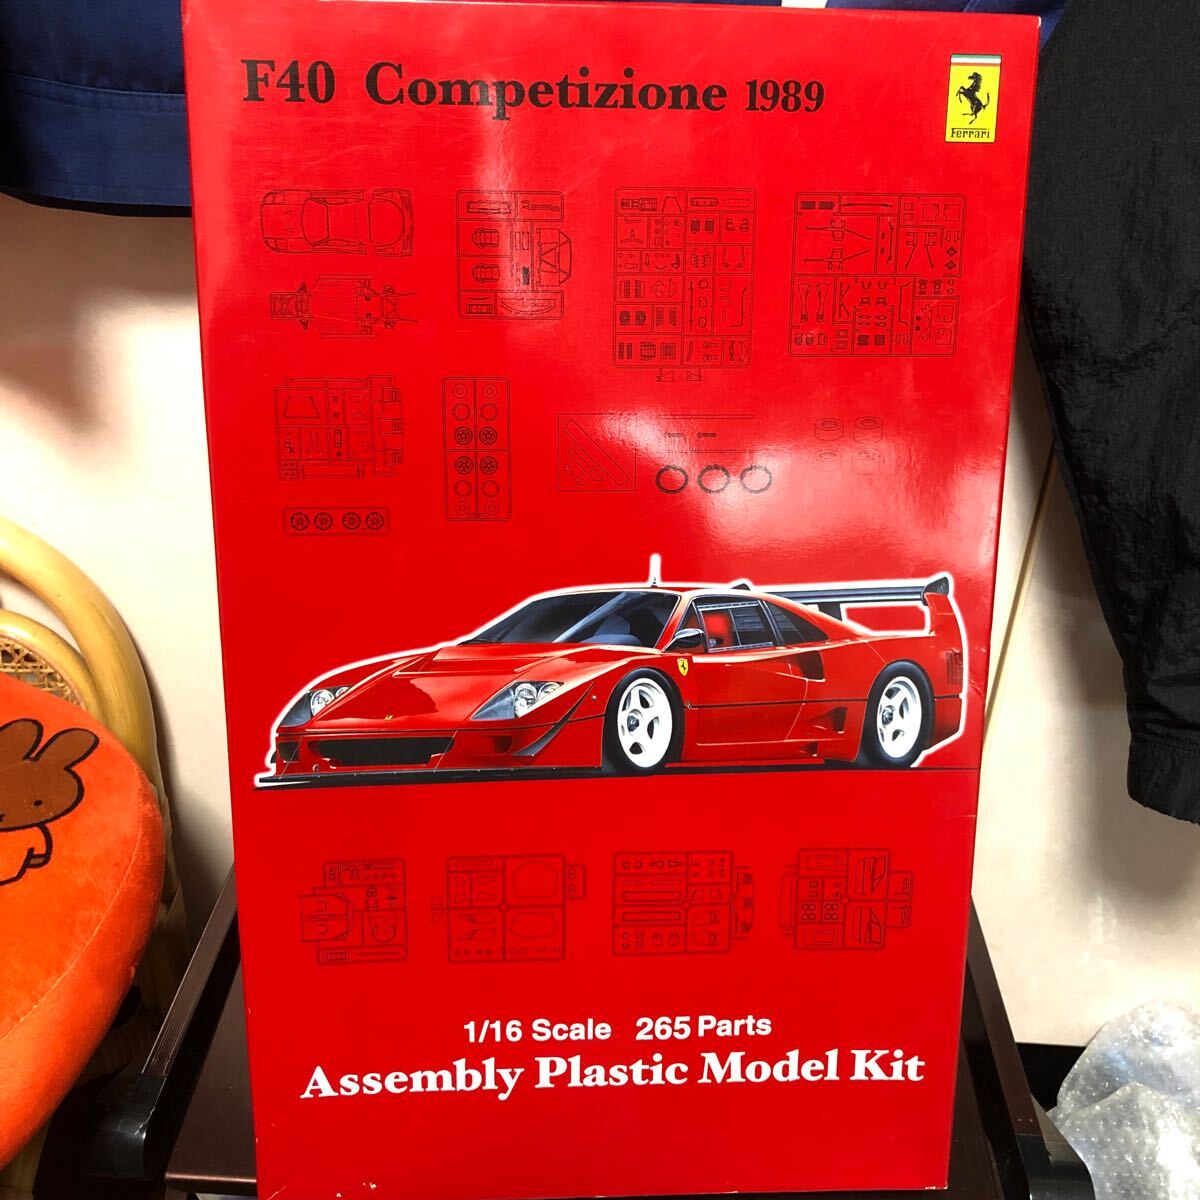 F40 Competizione 1989
Ferrari
1/16 Scale 265 Parts
Assembly Plastic Model Kit